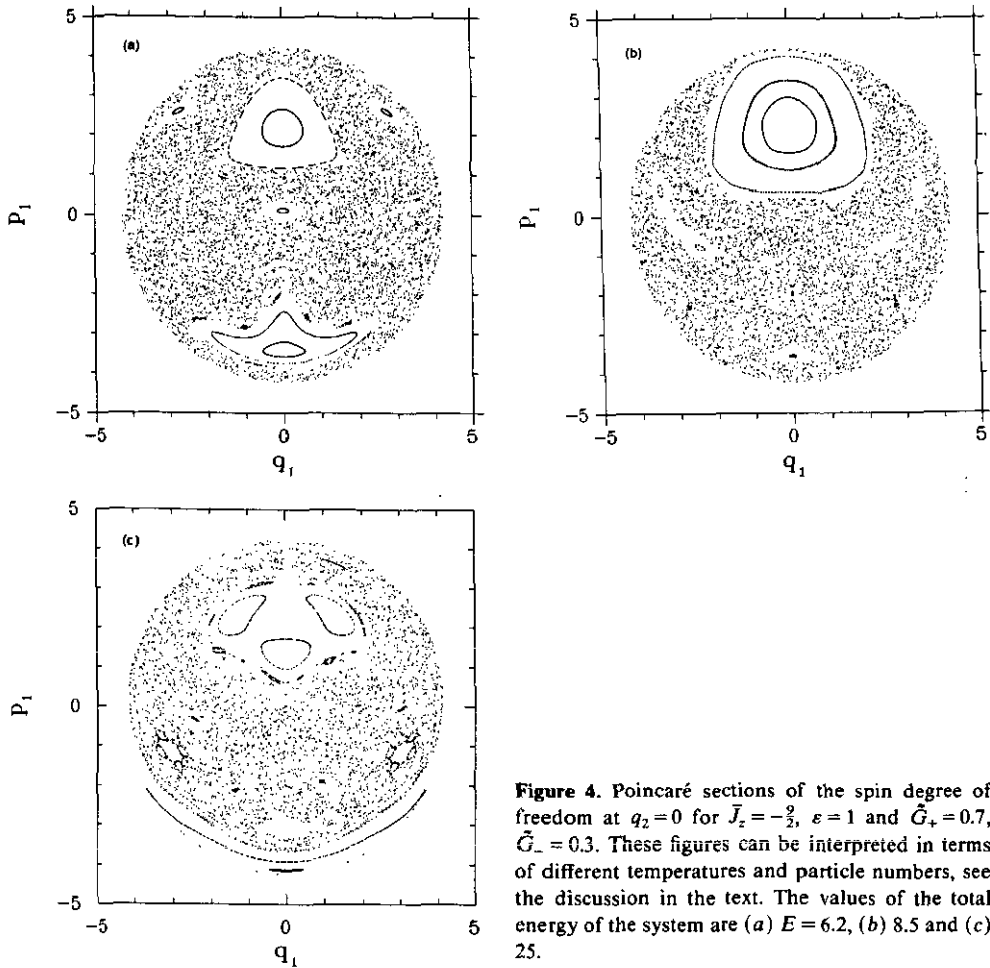 5
(a)
P₁
0
−5
−5
0
5
q₁
5
(b)
P₁
0
−5
−5
0
5
q₁
5
(c)
P₁
0
−5
−5
0
5
q₁
Figure 4. Poincaré sections of the spin degree of
freedom at q₂ = 0 for J̄_z = −9/2, ε = 1 and G̃₊ = 0.7,
G̃₋ = 0.3. These figures can be interpreted in terms
of different temperatures and particle numbers, see
the discussion in the text. The values of the total
energy of the system are (a) E = 6.2, (b) 8.5 and (c)
25.